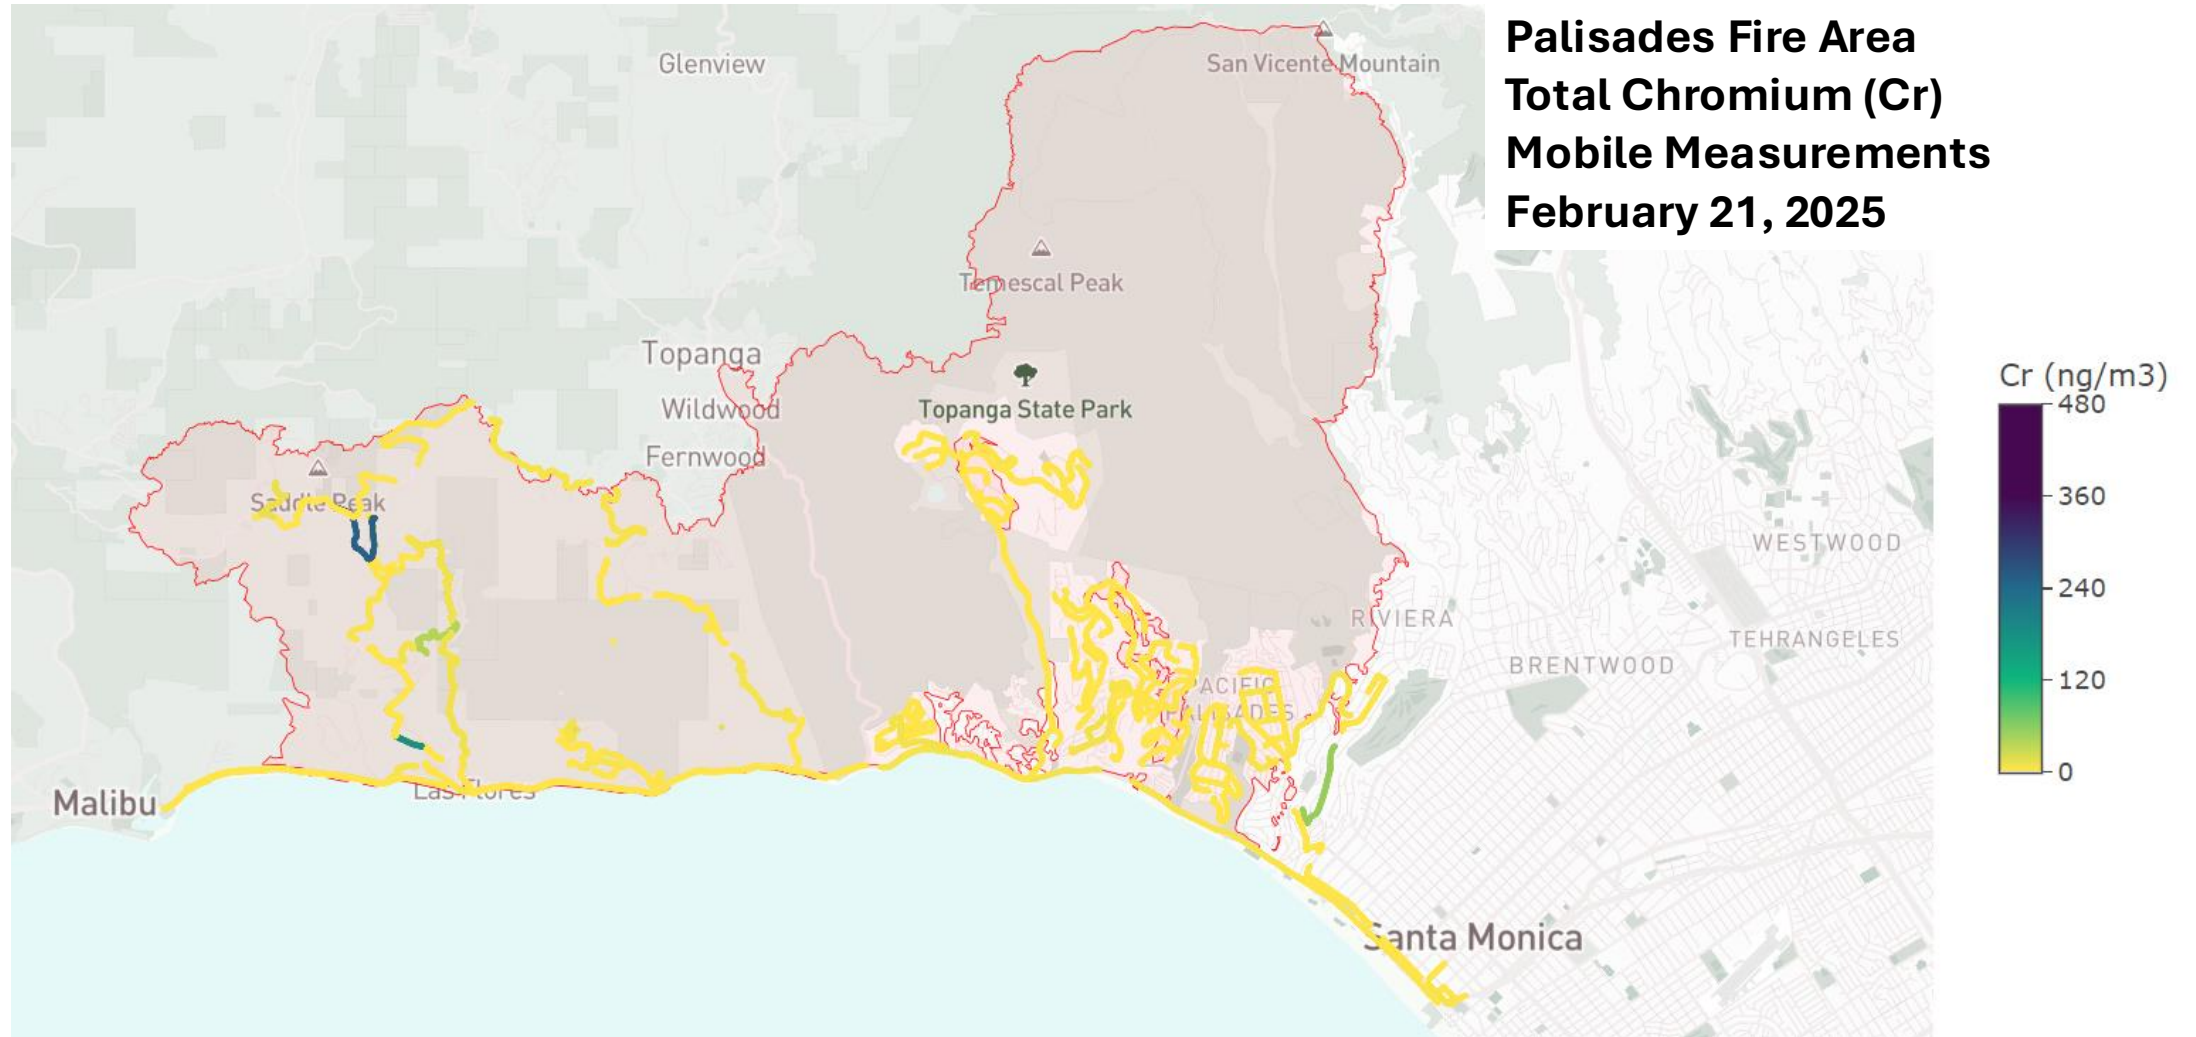 Palisades Fire Area
Total Chromium (Cr)
Mobile Measurements
February 21, 2025
Glenview
San Vicente Mountain
Temescal Peak
Topanga
Wildwood
Fernwood
Topanga State Park
Saddle Peak
Cr (ng/m3)
480
360
240
120
0
WESTWOOD
RIVIERA
TEHRANGELES
BRENTWOOD
PACIFIC
PALISADES
Malibu
Las Flores
Santa Monica